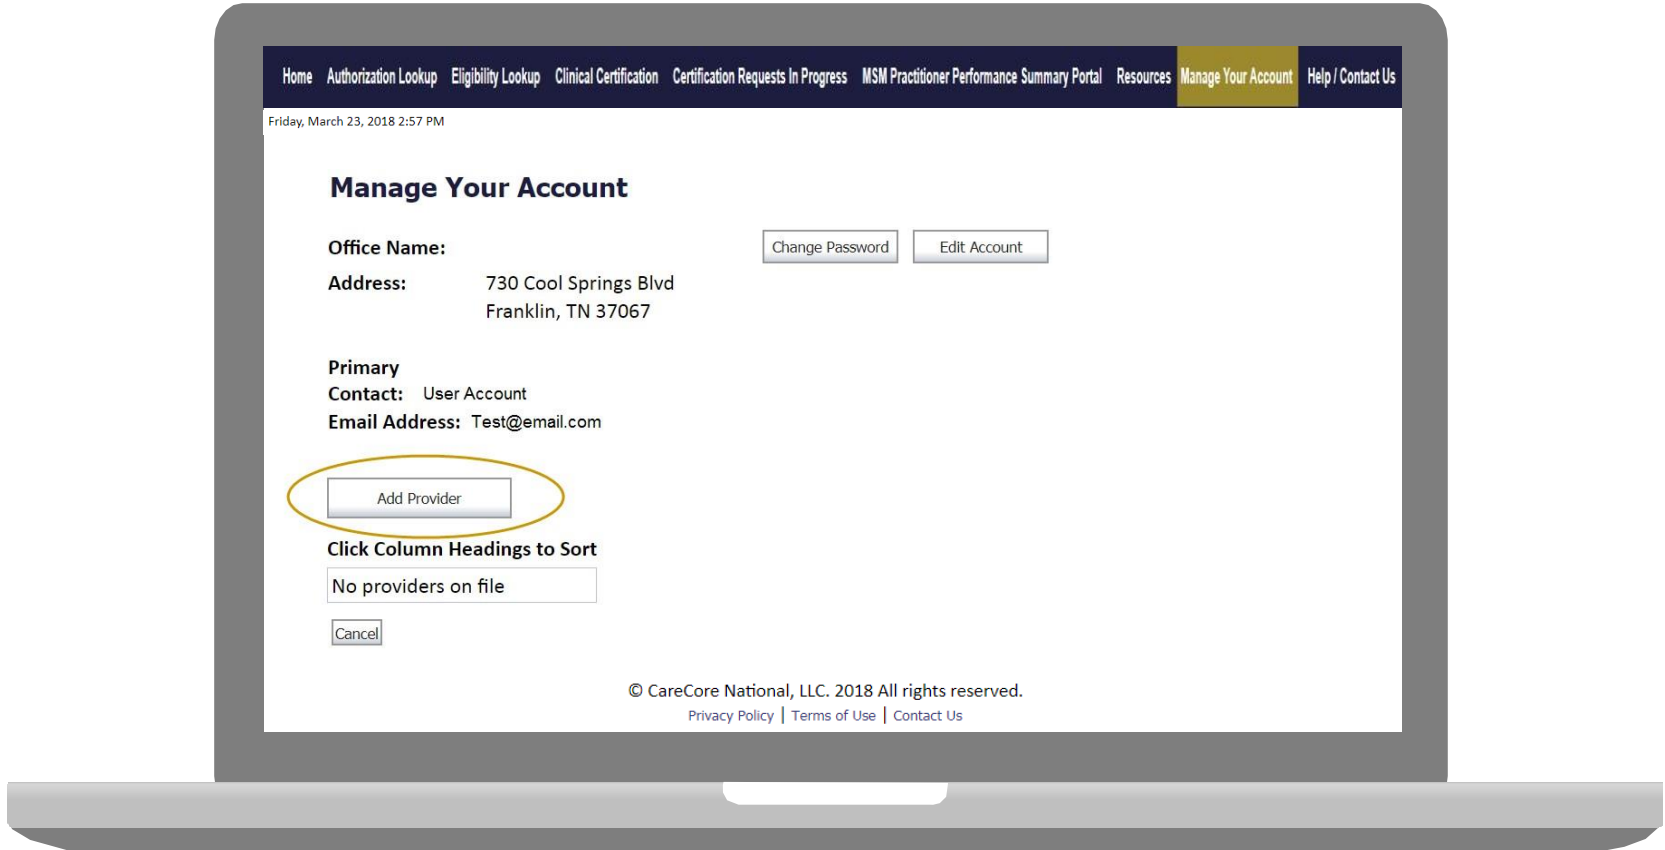 Home Authorization Lookup Eligibility Lookup Clinical Certification Certification Requests In Progress MSM Practitioner Performance Summary Portal Resources Manage Your Account Help / Contact Us
Friday, March 23, 2018 2:57 PM
Manage Your Account
Office Name:
Change Password Edit Account
Address: 730 Cool Springs Blvd
Franklin, TN 37067
Primary
Contact: User Account
Email Address: Test@email.com
Add Provider
Click Column Headings to Sort
No providers on file
Cancel
© CareCore National, LLC. 2018 All rights reserved.
Privacy Policy | Terms of Use | Contact Us